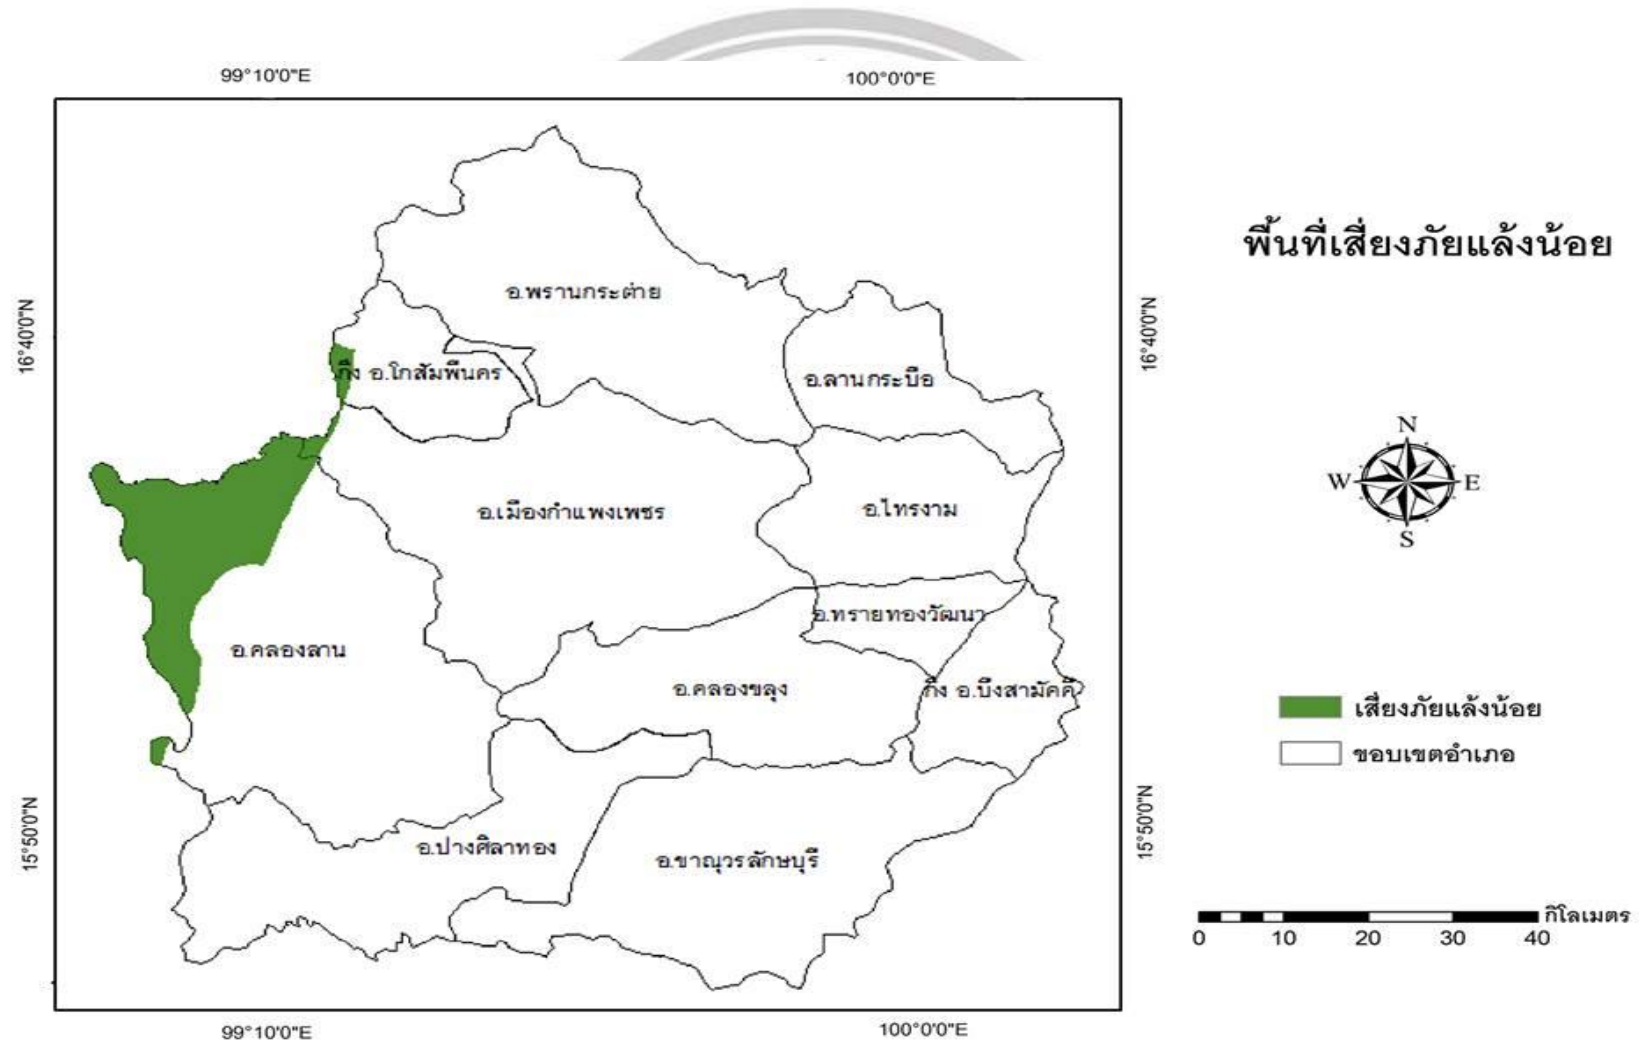 99°10'0"E
100°0'0"E
พื้นที่เสี่ยงภัยแล้งน้อย
อ.พรานกระต่าย
16°40'0"N
16°40'0"N
กิ่ง อ.โกสัมพีนคร
อ.ลานกระบือ
N
W
E
S
อ.เมืองกำแพงเพชร
อ.ไทรงาม
อ.ทรายทองวัฒนา
อ.คลองลาน
อ.คลองขลุง
กิ่ง อ.บึงสามัคคี
เสี่ยงภัยแล้งน้อย
ขอบเขตอำเภอ
15°50'0"N
15°50'0"N
อ.ปางศิลาทอง
อ.ขาณุวรลักษบุรี
กิโลเมตร
0 10 20 30 40
99°10'0"E
100°0'0"E